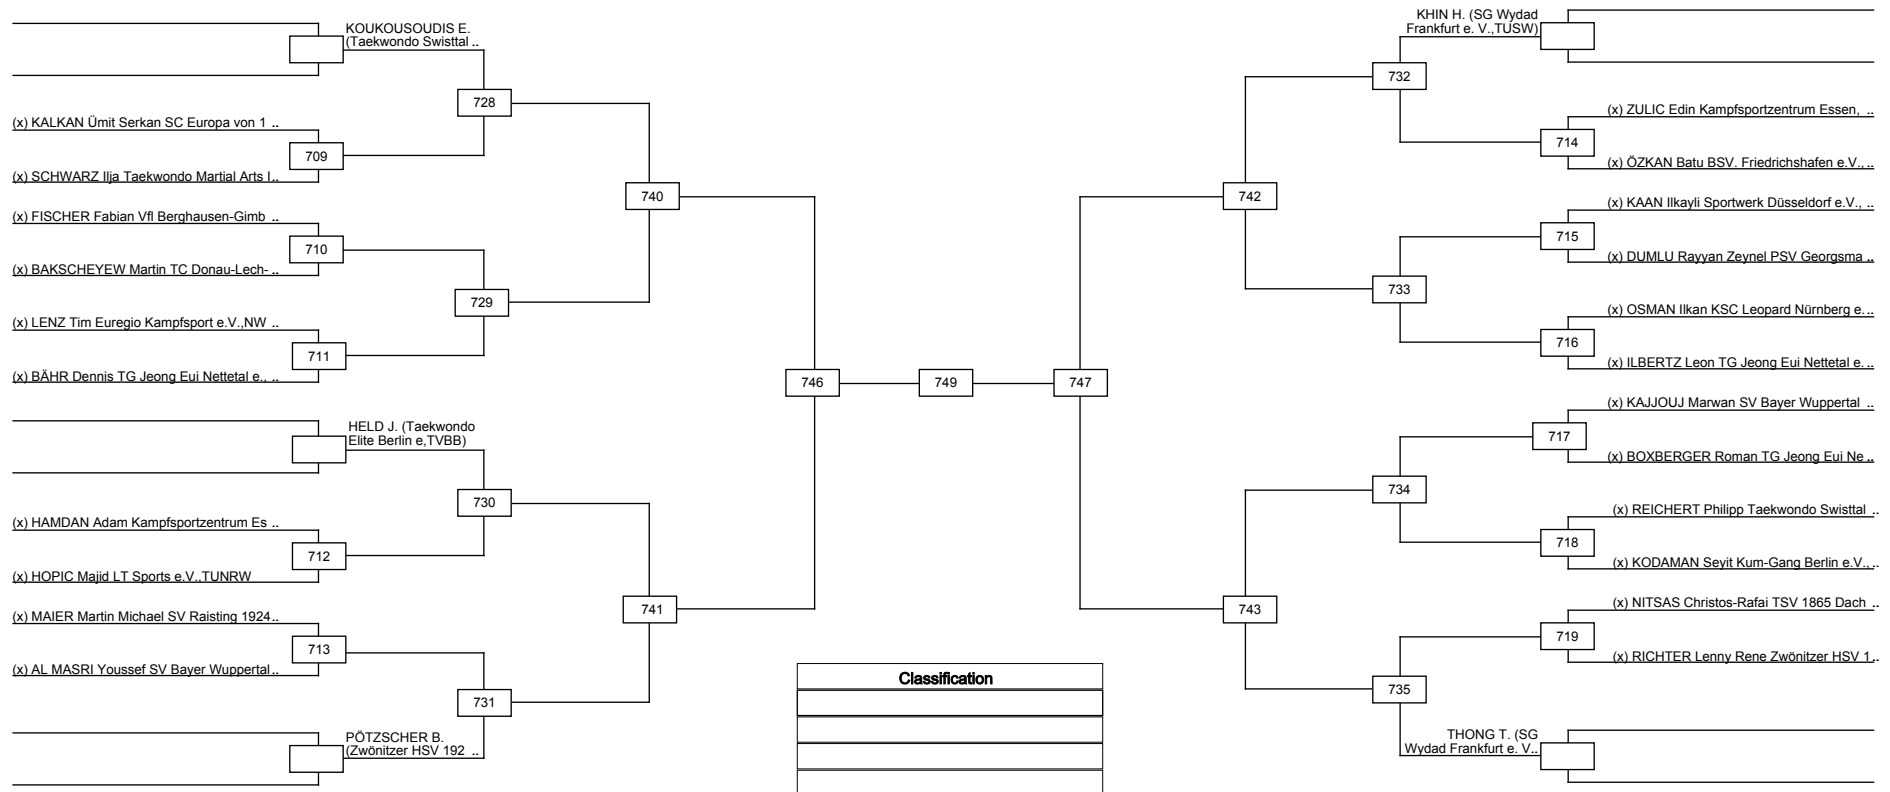 KOUKOUSOUDIS E.
(Taekwondo Swisttal ..
728
(x) KALKAN Ümit Serkan SC Europa von 1 ..
709
(x) SCHWARZ Ilja Taekwondo Martial Arts I..
740
(x) FISCHER Fabian Vfl Berghausen-Gimb ..
710
(x) BAKSCHEYEW Martin TC Donau-Lech- ..
729
(x) LENZ Tim Euregio Kampfsport e.V.,NW ..
711
(x) BÄHR Dennis TG Jeong Eui Nettetal e., ..
746
749
747
HELD J. (Taekwondo
Elite Berlin e,TVBB)
730
(x) HAMDAN Adam Kampfsportzentrum Es ..
712
(x) HOPIC Majid LT Sports e.V.,TUNRW
741
(x) MAIER Martin Michael SV Raisting 1924..
713
(x) AL MASRI Youssef SV Bayer Wuppertal..
731
PÖTZSCHER B.
(Zwönitzer HSV 192 ..
KHIN H. (SG Wydad
Frankfurt e. V.,TUSW)
732
(x) ZULIC Edin Kampfsportzentrum Essen, ..
714
(x) ÖZKAN Batu BSV. Friedrichshafen e.V., ..
742
(x) KAAN Ilkayli Sportwerk Düsseldorf e.V., ..
715
(x) DUMLU Rayyan Zeynel PSV Georgsma ..
733
(x) OSMAN Ilkan KSC Leopard Nürnberg e. ..
716
(x) ILBERTZ Leon TG Jeong Eui Nettetal e. ..
(x) KAJJOUJ Marwan SV Bayer Wuppertal ..
717
(x) BOXBERGER Roman TG Jeong Eui Ne ..
734
(x) REICHERT Philipp Taekwondo Swisttal ..
718
(x) KODAMAN Seyit Kum-Gang Berlin e.V., ..
743
(x) NITSAS Christos-Rafai TSV 1865 Dach ..
719
(x) RICHTER Lenny Rene Zwönitzer HSV 1 ..
735
THONG T. (SG
Wydad Frankfurt e. V..
Classification